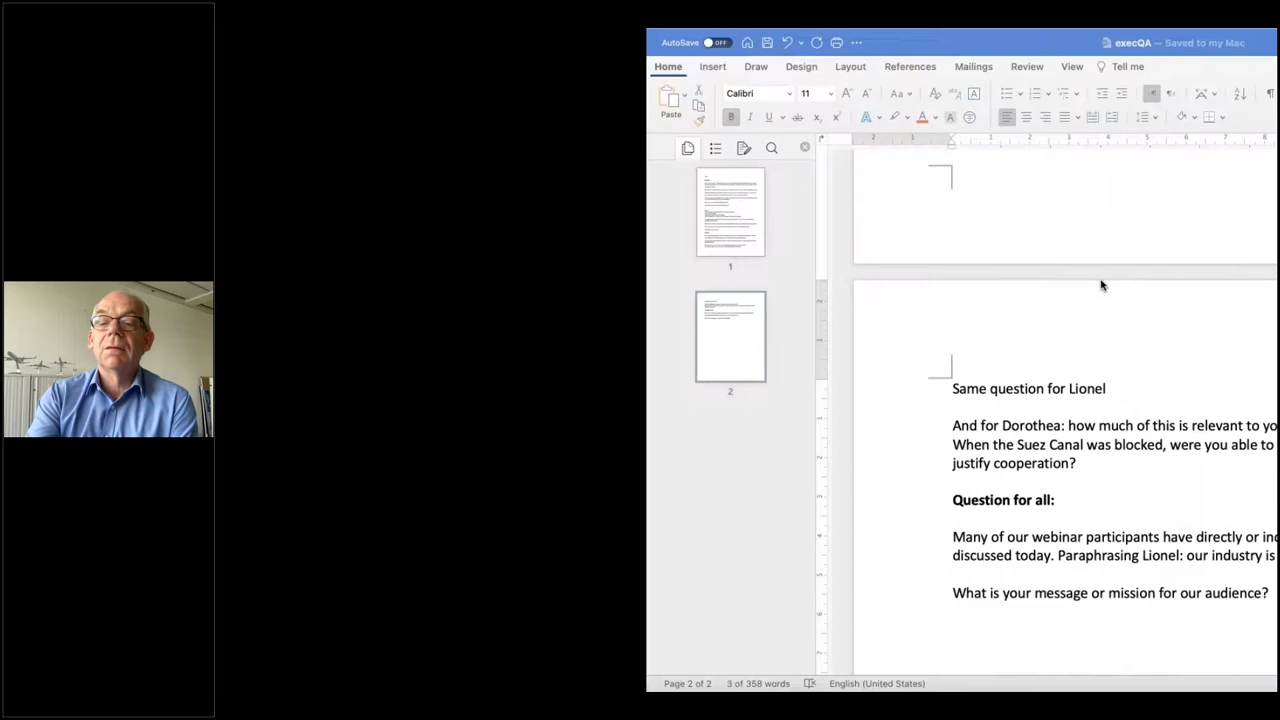 AutoSave OFF execQA — Saved to my Mac
Home Insert Draw Design Layout References Mailings Review View Tell me
Paste Calibri 11
1
2
Same question for Lionel
And for Dorothea: how much of this is relevant to yo
When the Suez Canal was blocked, were you able to
justify cooperation?
Question for all:
Many of our webinar participants have directly or inc
discussed today. Paraphrasing Lionel: our industry is
What is your message or mission for our audience?
Page 2 of 2 3 of 358 words English (United States)